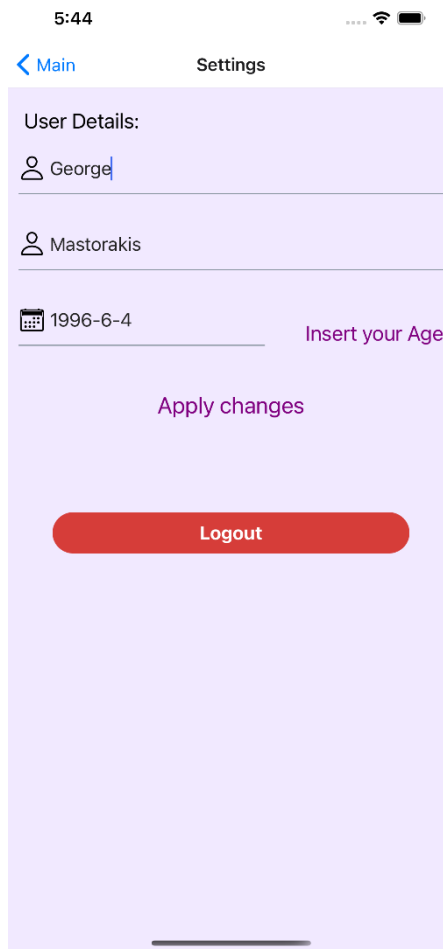 5:44
Main Settings
User Details:
George
Mastorakis
1996-6-4
Insert your Age
Apply changes
Logout